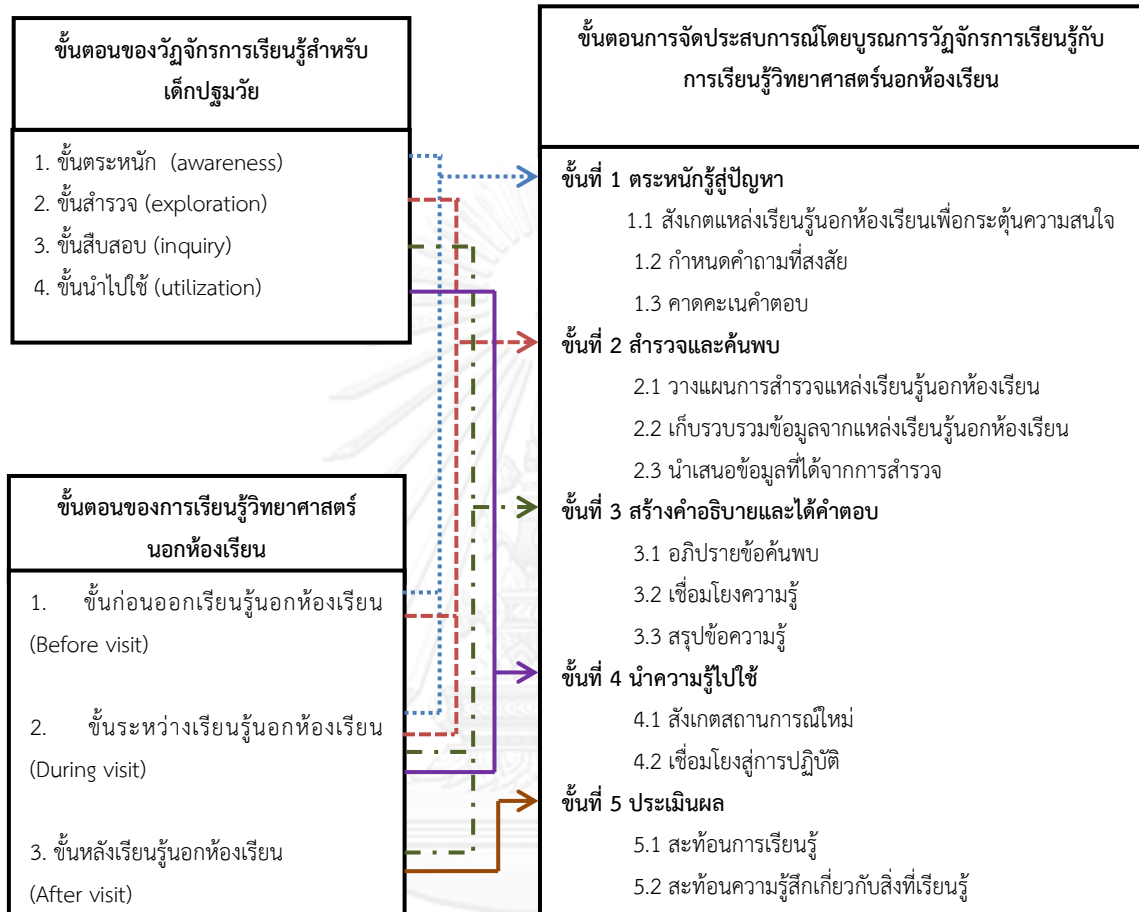 ขั้นตอนของวัฏจักรการเรียนรู้สำหรับ
เด็กปฐมวัย
1. ขั้นตระหนัก (awareness)
2. ขั้นสำรวจ (exploration)
3. ขั้นสืบสอบ (inquiry)
4. ขั้นนำไปใช้ (utilization)
ขั้นตอนของการเรียนรู้วิทยาศาสตร์
นอกห้องเรียน
1. ขั้นก่อนออกเรียนรู้นอกห้องเรียน
(Before visit)
2. ขั้นระหว่างเรียนรู้นอกห้องเรียน
(During visit)
3. ขั้นหลังเรียนรู้นอกห้องเรียน
(After visit)
ขั้นตอนการจัดประสบการณ์โดยบูรณการวัฏจักรการเรียนรู้กับ
การเรียนรู้วิทยาศาสตร์นอกห้องเรียน
ขั้นที่ 1 ตระหนักรู้สู่ปัญหา
1.1 สังเกตแหล่งเรียนรู้นอกห้องเรียนเพื่อกระตุ้นความสนใจ
1.2 กำหนดคำถามที่สงสัย
1.3 คาดคะเนคำตอบ
ขั้นที่ 2 สำรวจและค้นพบ
2.1 วางแผนการสำรวจแหล่งเรียนรู้นอกห้องเรียน
2.2 เก็บรวบรวมข้อมูลจากแหล่งเรียนรู้นอกห้องเรียน
2.3 นำเสนอข้อมูลที่ได้จากการสำรวจ
ขั้นที่ 3 สร้างคำอธิบายและได้คำตอบ
3.1 อภิปรายข้อค้นพบ
3.2 เชื่อมโยงความรู้
3.3 สรุปข้อความรู้
ขั้นที่ 4 นำความรู้ไปใช้
4.1 สังเกตสถานการณ์ใหม่
4.2 เชื่อมโยงสู่การปฏิบัติ
ขั้นที่ 5 ประเมินผล
5.1 สะท้อนการเรียนรู้
5.2 สะท้อนความรู้สึกเกี่ยวกับสิ่งที่เรียนรู้